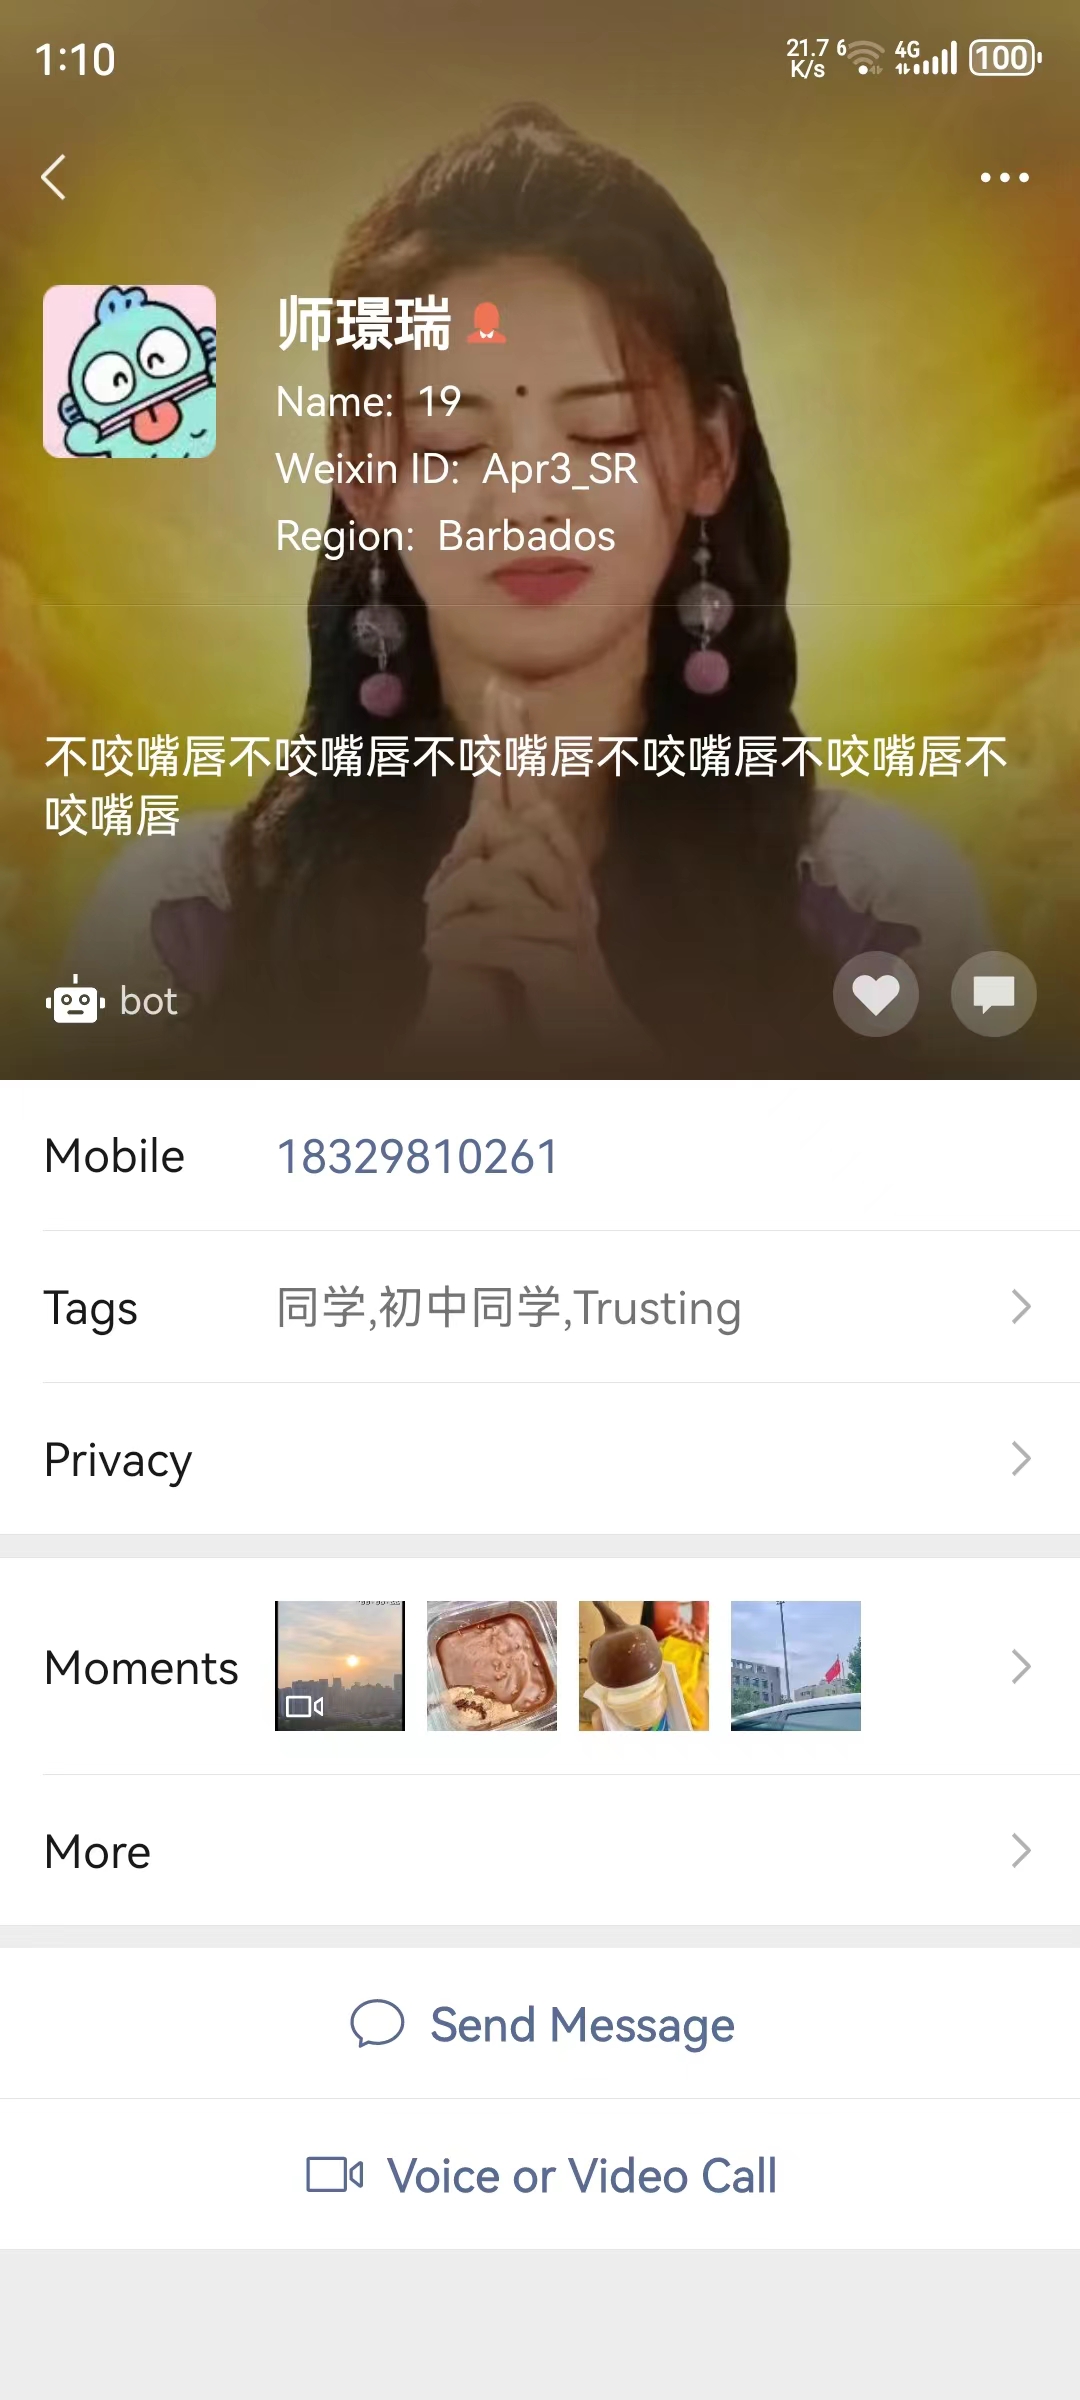 1:10
21.7 K/s 6 4G 100
师璟瑞
Name: 19
Weixin ID: Apr3_SR
Region: Barbados
不咬嘴唇不咬嘴唇不咬嘴唇不咬嘴唇不咬嘴唇不
咬嘴唇
bot
Mobile 18329810261
Tags 同学,初中同学,Trusting
Privacy
Moments
More
Send Message
Voice or Video Call